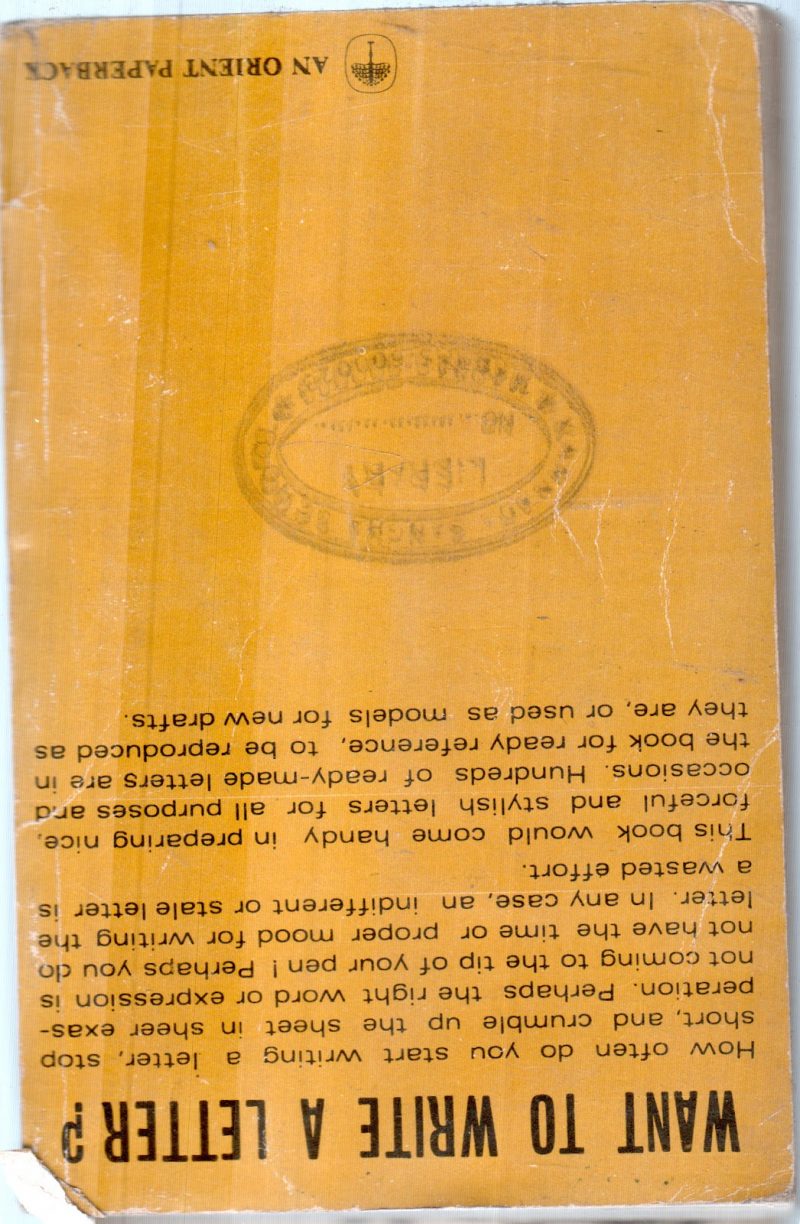 WANT TO WRITE A LETTER?
How often do you start writing a letter, stop
short, and crumble up the sheet in sheer exas-
peration. Perhaps the right word or expression is
not coming to the tip of your pen! Perhaps you do
not have the time or proper mood for writing the
letter. In any case, an indifferent or stale letter is
a wasted effort.
This book would come handy in preparing nice,
forceful and stylish letters for all purposes and
occasions. Hundreds of ready-made letters are in
the book for ready reference, to be reproduced as
they are, or used as models for new drafts.
LIBRARY
NO
AN ORIENT PAPERBACK